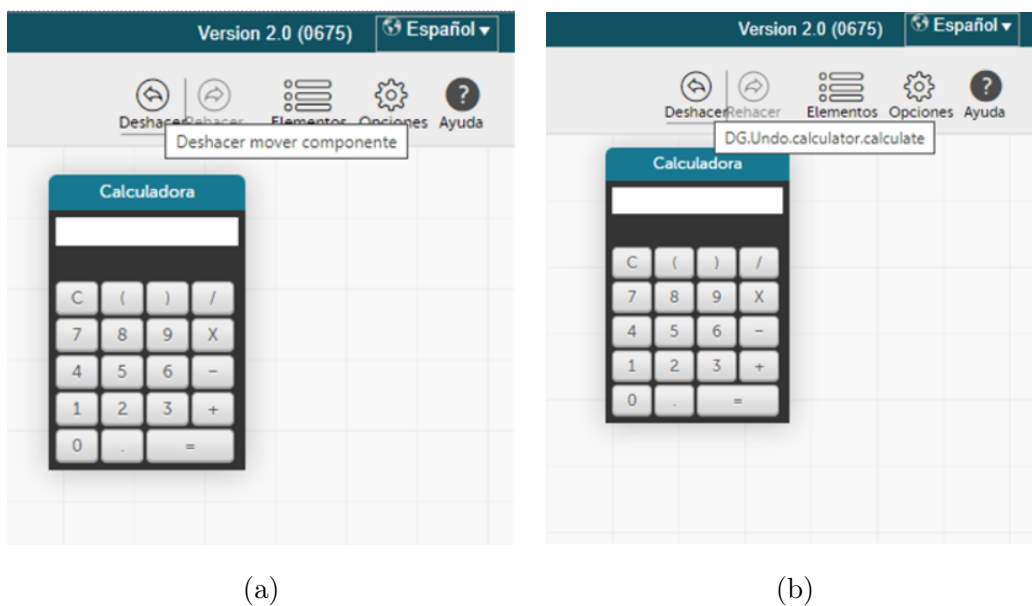 Version 2.0 (0675) Español ▾
Deshacer Rehacer Elementos Opciones Ayuda
Deshacer mover componente
Calculadora
C ( ) /
7 8 9 X
4 5 6 −
1 2 3 +
0 . =
(a)
Version 2.0 (0675) Español ▾
Deshacer Rehacer Elementos Opciones Ayuda
DG.Undo.calculator.calculate
Calculadora
C ( ) /
7 8 9 X
4 5 6 −
1 2 3 +
0 . =
(b)